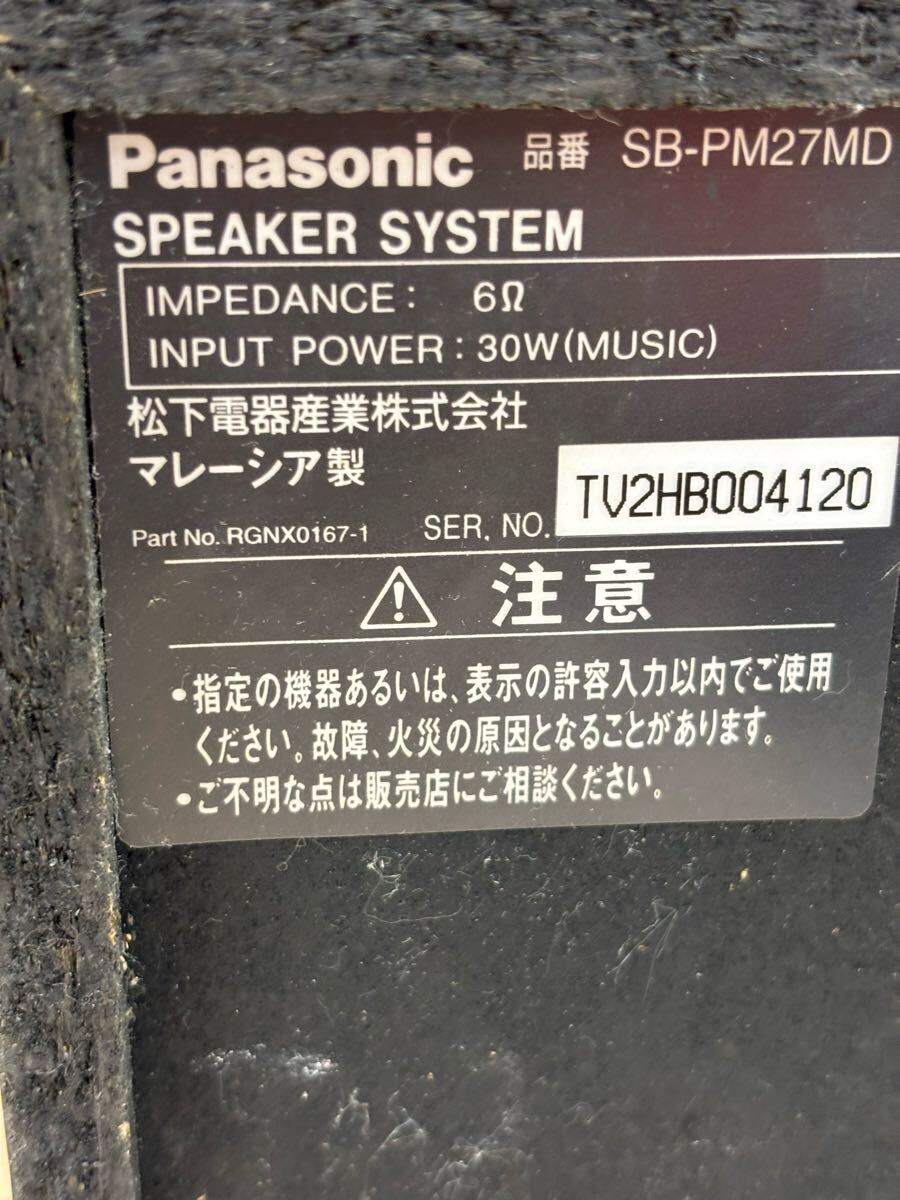 Panasonic 品番 SB-PM27MD
SPEAKER SYSTEM
IMPEDANCE: 6Ω
INPUT POWER: 30W(MUSIC)
松下電器産業株式会社
マレーシア製
Part No. RGNX0167-1 SER. NO. TV2HB004120
⚠ 注意
•指定の機器あるいは、表示の許容入力以内でご使用
ください。故障、火災の原因となることがあります。
•ご不明な点は販売店にご相談ください。